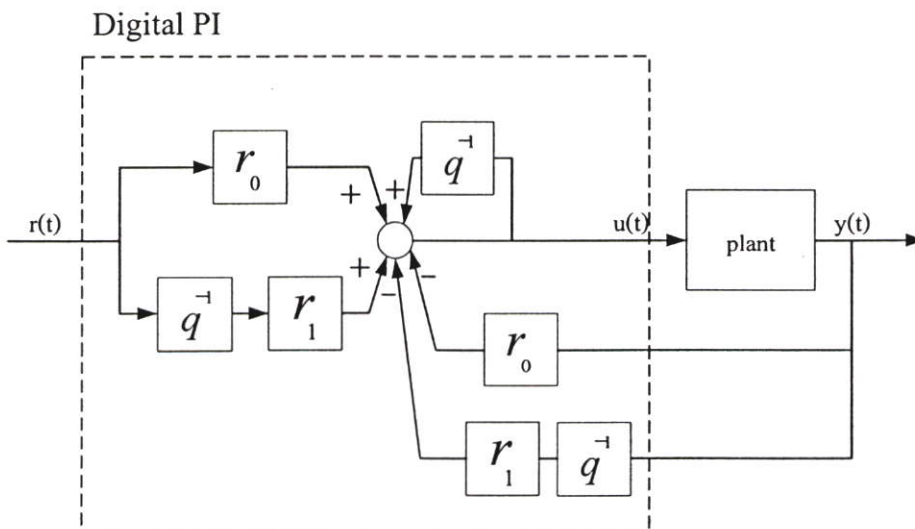 Digital PI
r₀
q⁻¹
r(t)
u(t)
plant
y(t)
q⁻¹
r₁
r₀
r₁
q⁻¹
+
+
+
−
−